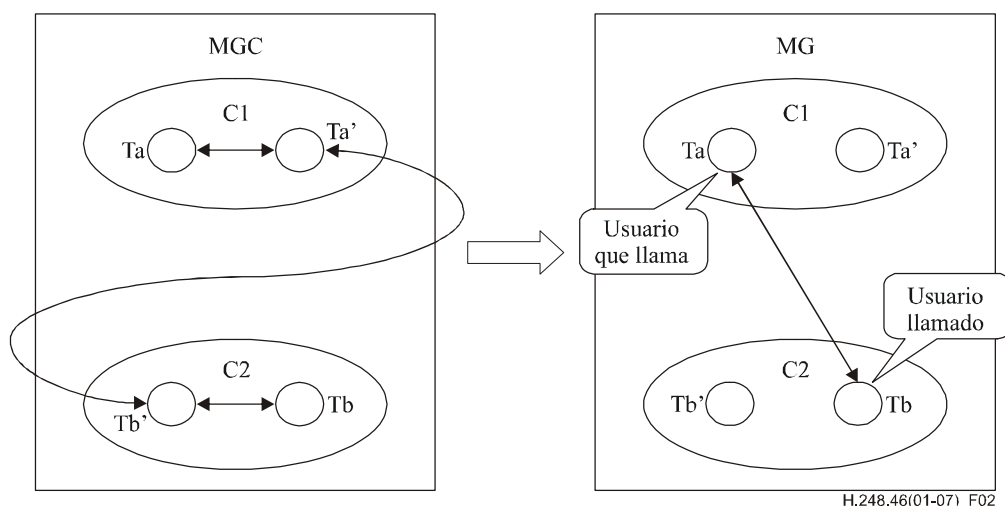 MGC
C1
Ta
Ta’
C2
Tb’
Tb
MG
C1
Ta
Ta’
Usuario
que llama
Usuario
llamado
C2
Tb’
Tb
H.248.46(01-07)_F02